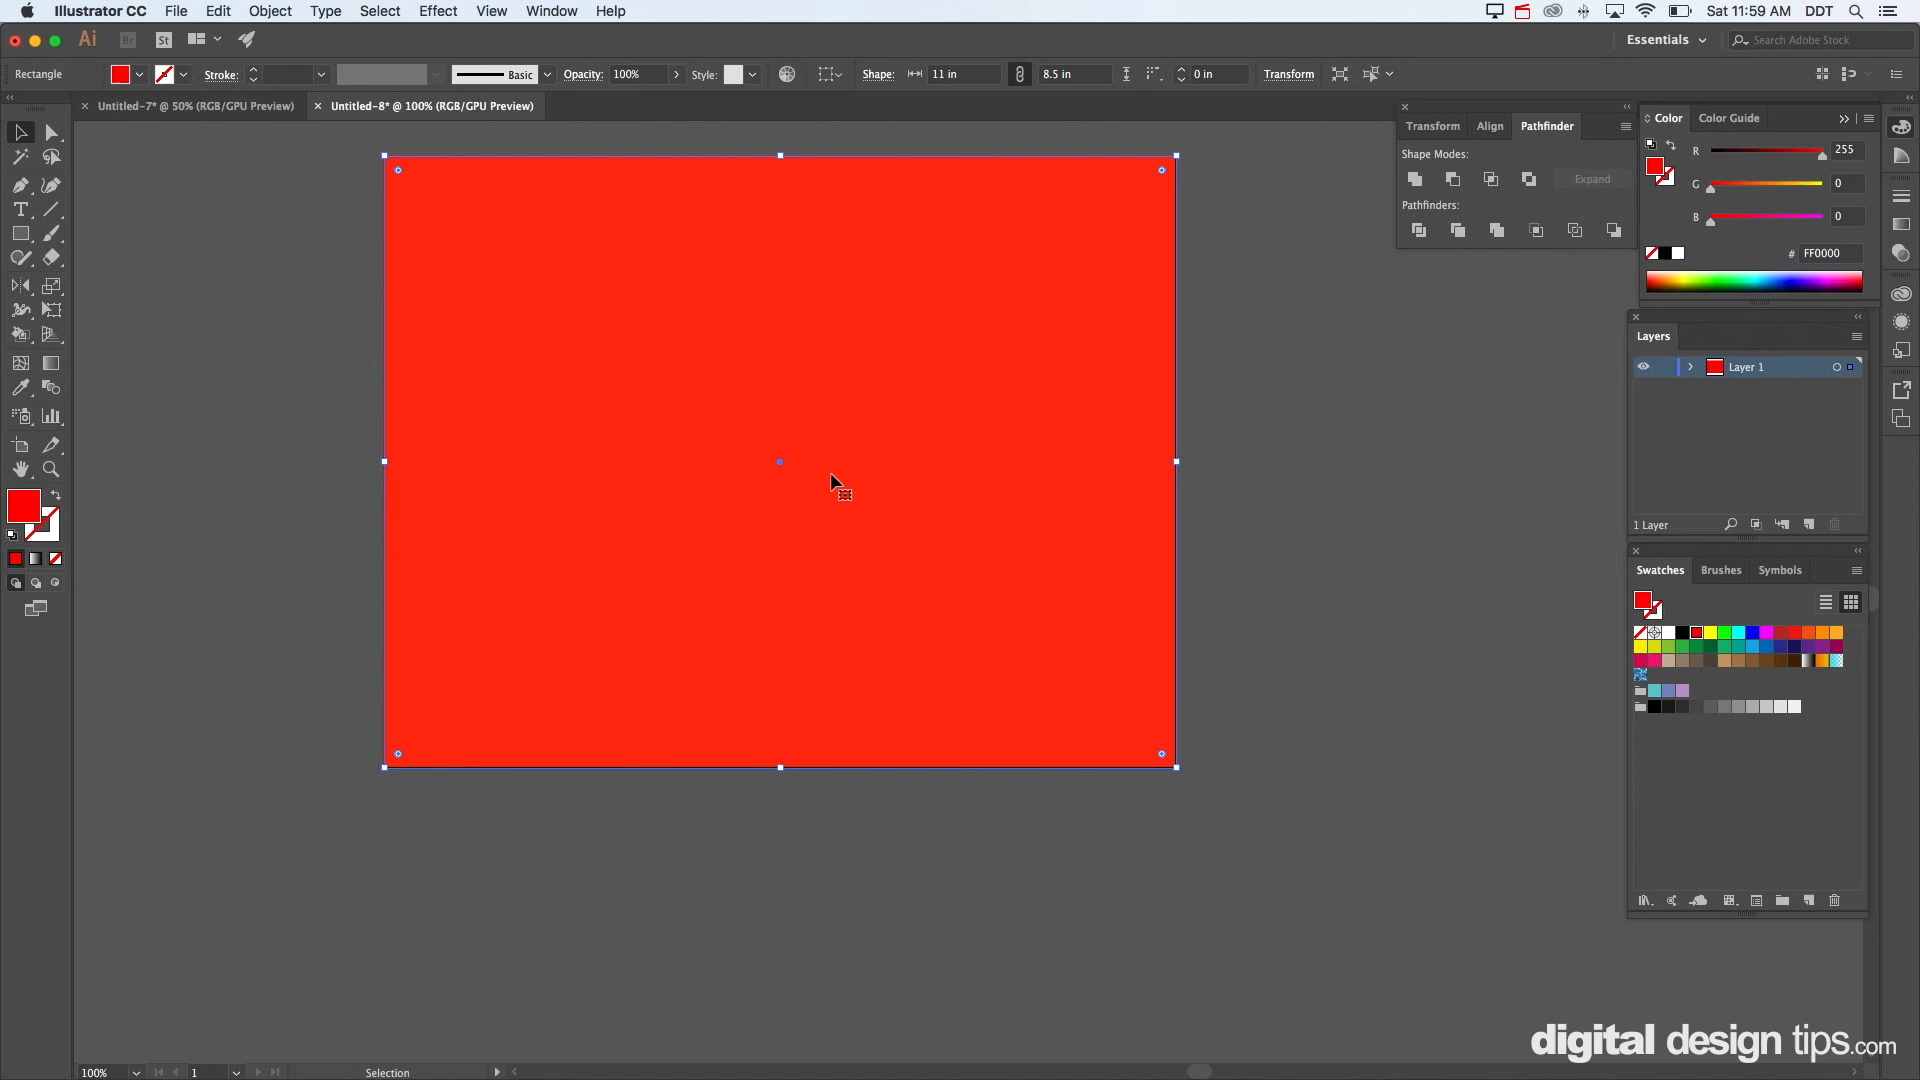 Illustrator CC File Edit Object Type Select Effect View Window Help Sat 11:59 AM DDT
Ai Br St Essentials Search Adobe Stock
Rectangle Stroke: Basic Opacity: 100% Style: Shape: 11 in 8.5 in 0 in Transform
Untitled-7* @ 50% (RGB/GPU Preview) Untitled-8* @ 100% (RGB/GPU Preview)
Transform Align Pathfinder
Shape Modes:
Expand
Pathfinders:
Color Color Guide
R 255
G 0
B 0
# FF0000
Layers
Layer 1
1 Layer
Swatches Brushes Symbols
100% 1 Selection
digital design tips.com